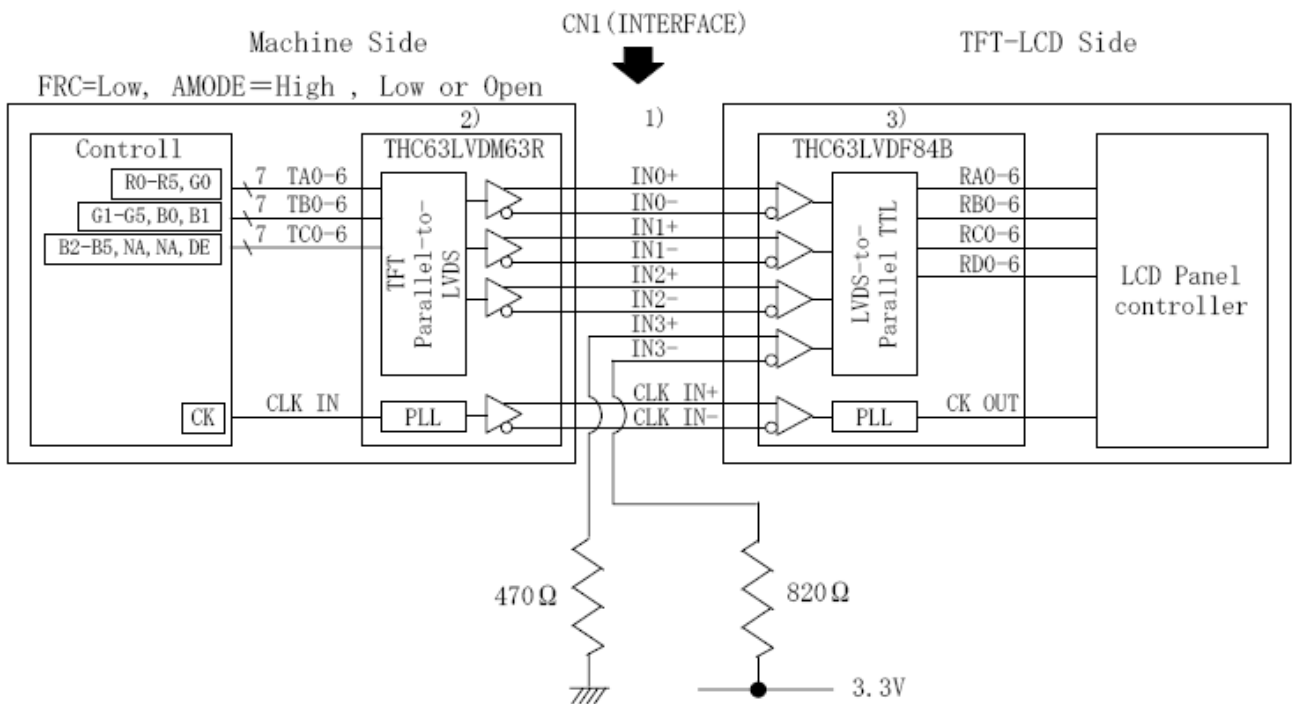 CN1(INTERFACE)
Machine Side
TFT-LCD Side
FRC=Low, AMODE=High , Low or Open
2)
1)
3)
Controll
THC63LVDM63R
THC63LVDF84B
R0-R5,G0
7 TA0-6
G1-G5,B0,B1
7 TB0-6
B2-B5,NA,NA,DE
7 TC0-6
TFT
Parallel-to-
LVDS
IN0+
IN0-
IN1+
IN1-
IN2+
IN2-
IN3+
IN3-
LVDS-to-
Parallel TTL
RA0-6
RB0-6
RC0-6
RD0-6
LCD Panel
controller
CK
CLK IN
PLL
CLK IN+
CLK IN-
PLL
CK OUT
470Ω
820Ω
3.3V